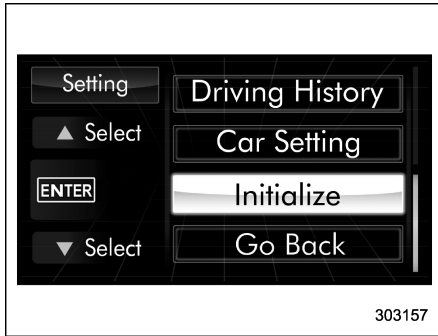 Setting
▲ Select
ENTER
▼ Select
Driving History
Car Setting
Initialize
Go Back
303157